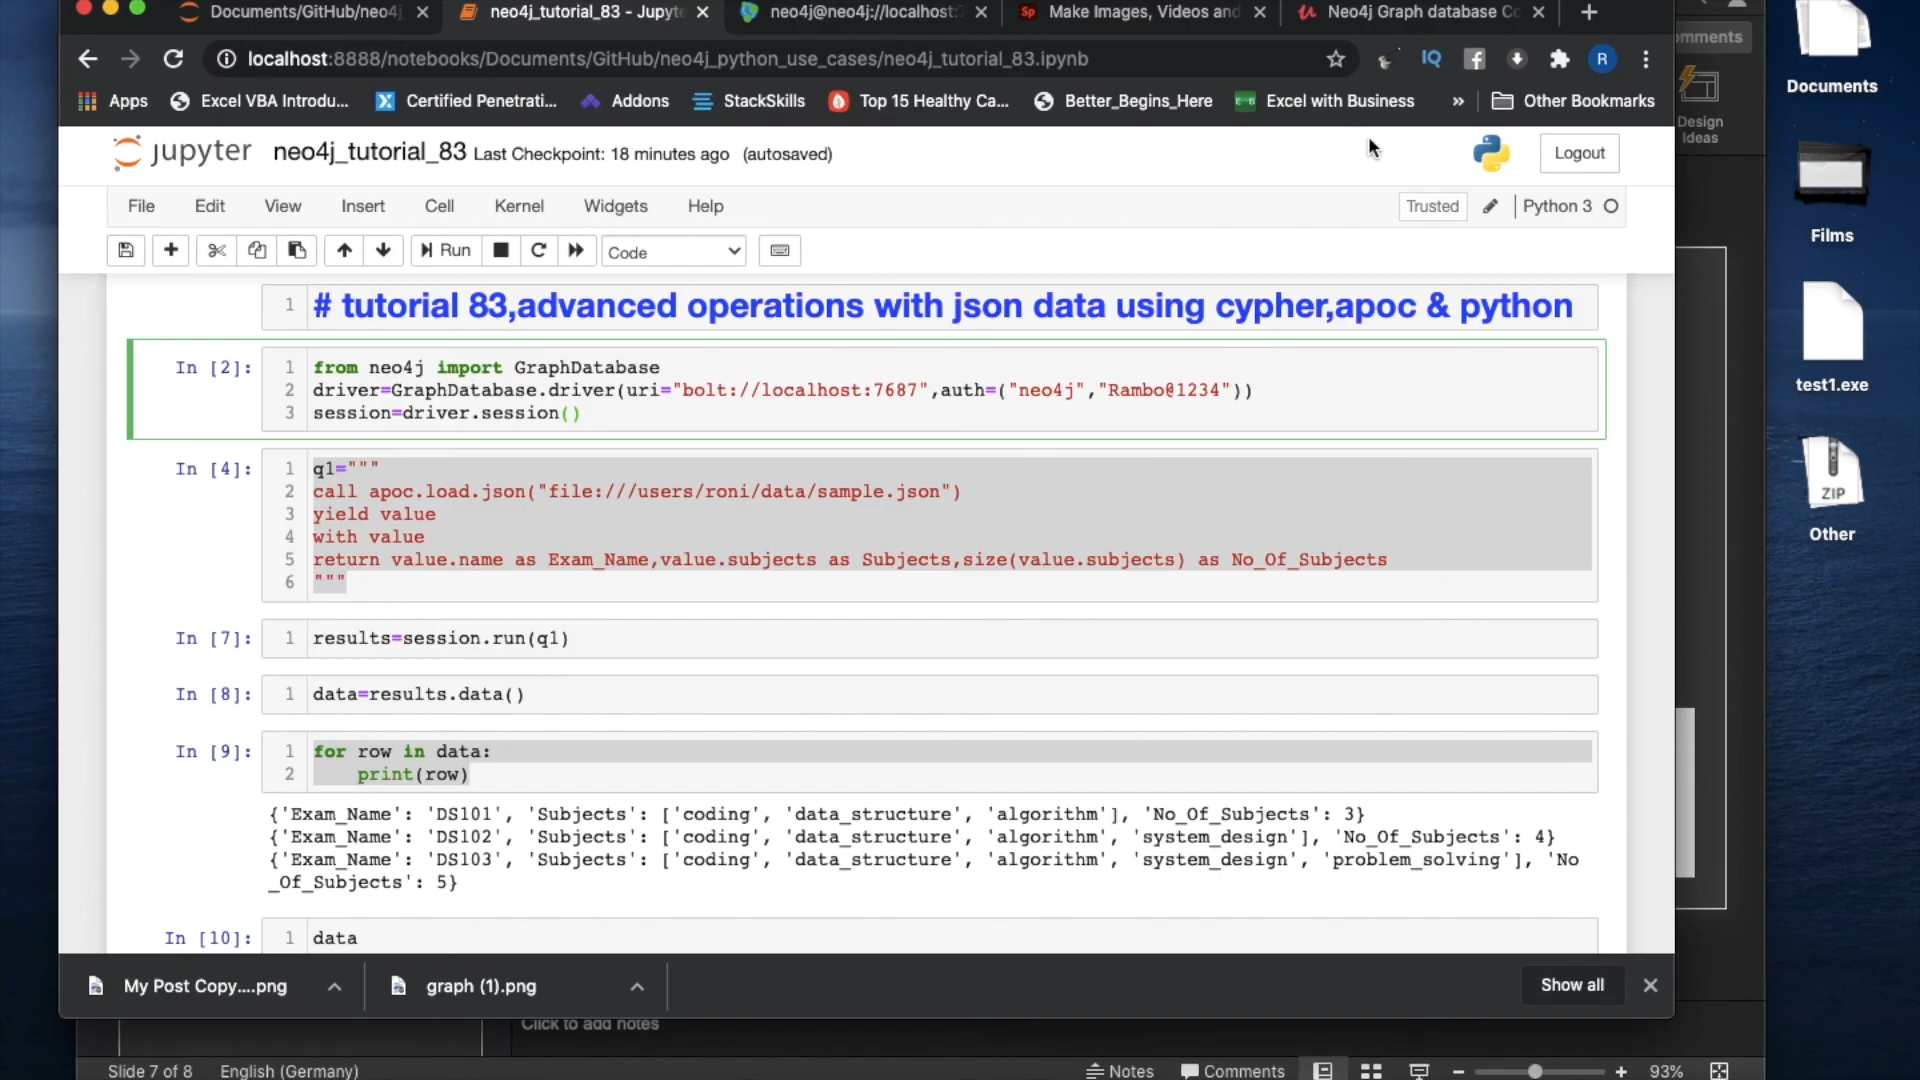 Documents/GitHub/neo4j
neo4j_tutorial_83 - Jupyte
neo4j@neo4j://localhost:7
Make Images, Videos and
Neo4j Graph database Co
localhost:8888/notebooks/Documents/GitHub/neo4j_python_use_cases/neo4j_tutorial_83.ipynb
IQ
R
Apps
Excel VBA Introdu...
Certified Penetrati...
Addons
StackSkills
Top 15 Healthy Ca...
Better_Begins_Here
Excel with Business
»
Other Bookmarks
jupyter neo4j_tutorial_83 Last Checkpoint: 18 minutes ago (autosaved)
Logout
File Edit View Insert Cell Kernel Widgets Help
Trusted
Python 3
Run
Code
1 # tutorial 83,advanced operations with json data using cypher,apoc & python
In [2]:
1 from neo4j import GraphDatabase
2 driver=GraphDatabase.driver(uri="bolt://localhost:7687",auth=("neo4j","Rambo@1234"))
3 session=driver.session()
In [4]:
1 q1="""
2 call apoc.load.json("file:///users/roni/data/sample.json")
3 yield value
4 with value
5 return value.name as Exam_Name,value.subjects as Subjects,size(value.subjects) as No_Of_Subjects
6 """
In [7]: 1 results=session.run(q1)
In [8]: 1 data=results.data()
In [9]:
1 for row in data:
2     print(row)
{'Exam_Name': 'DS101', 'Subjects': ['coding', 'data_structure', 'algorithm'], 'No_Of_Subjects': 3}
{'Exam_Name': 'DS102', 'Subjects': ['coding', 'data_structure', 'algorithm', 'system_design'], 'No_Of_Subjects': 4}
{'Exam_Name': 'DS103', 'Subjects': ['coding', 'data_structure', 'algorithm', 'system_design', 'problem_solving'], 'No
_Of_Subjects': 5}
In [10]: 1 data
My Post Copy....png
graph (1).png
Show all
Click to add notes
Slide 7 of 8
English (Germany)
Notes
Comments
93%
omments
Design
Ideas
Documents
Films
test1.exe
ZIP
Other